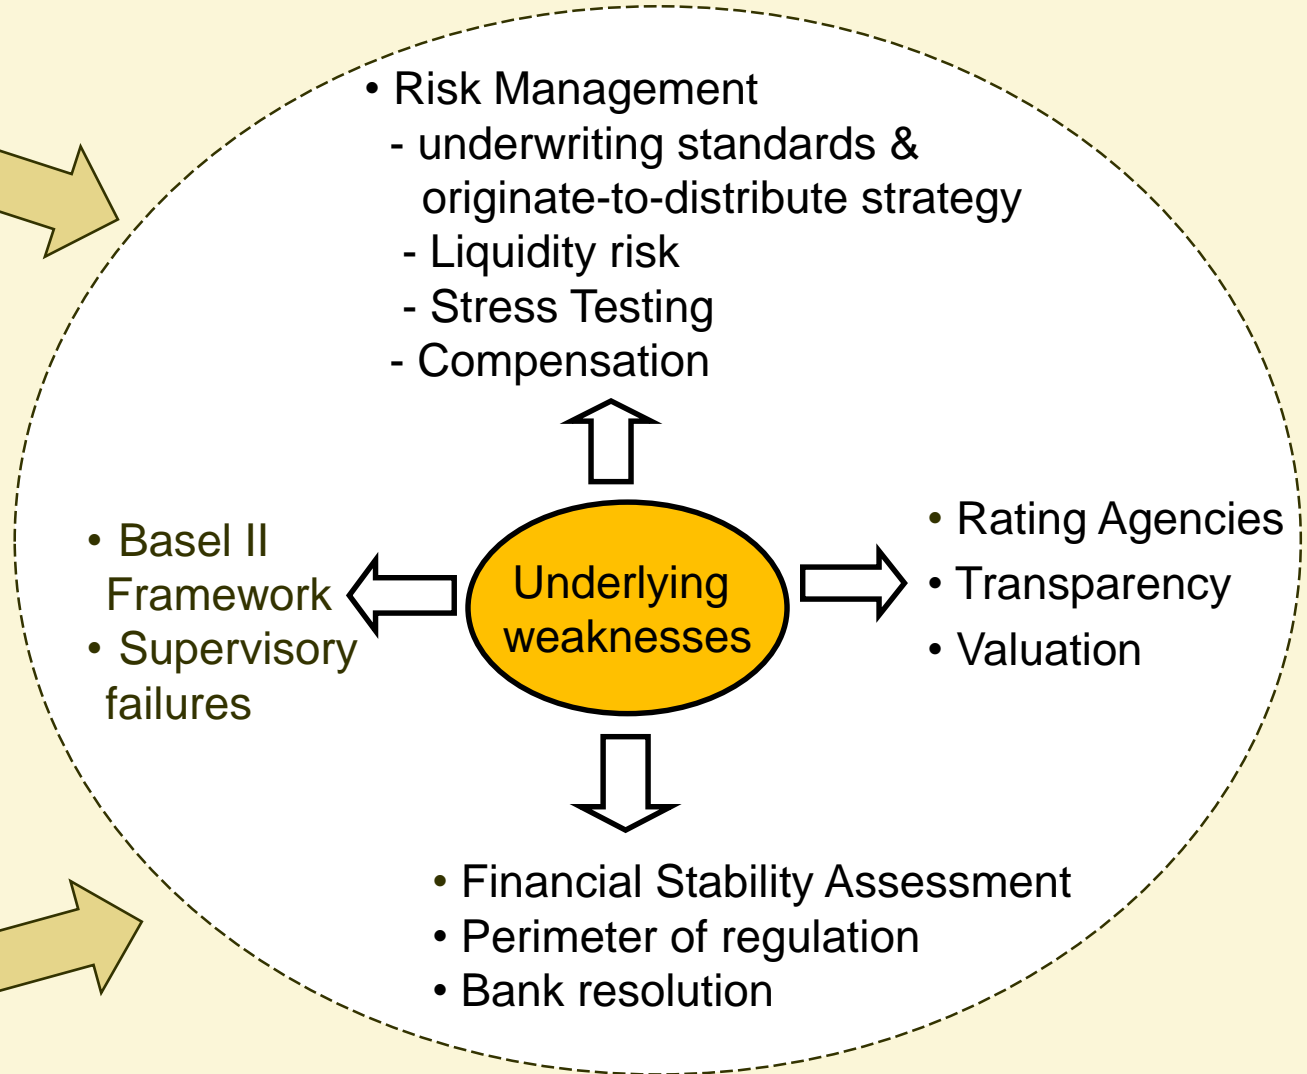 • Risk Management
- underwriting standards &
originate-to-distribute strategy
- Liquidity risk
- Stress Testing
- Compensation
• Basel II
Framework
• Supervisory
failures
Underlying
weaknesses
• Rating Agencies
• Transparency
• Valuation
• Financial Stability Assessment
• Perimeter of regulation
• Bank resolution